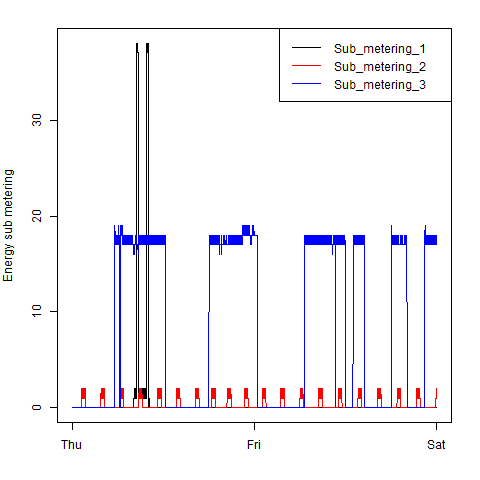 Sub_metering_1
Sub_metering_2
Sub_metering_3
Energy sub metering
30
20
10
0
Thu
Fri
Sat